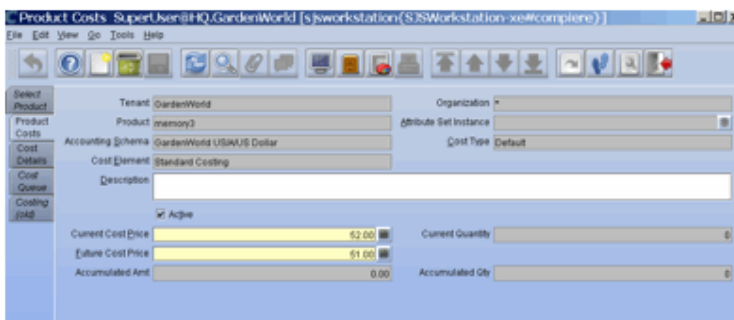 Product Costs SuperUser@HQ.GardenWorld [sjsworkstation{SJSWorkstation-xe#compiere}]
File Edit View Go Tools Help
Select Product
Product Costs
Cost Details
Cost Queue
Costing (old)
Tenant GardenWorld Organization *
Product memory3 Attribute Set Instance
Accounting Schema GardenWorld US/A/US Dollar Cost Type Default
Cost Element Standard Costing
Description
Active
Current Cost Price 52.00 Current Quantity 0
Future Cost Price 51.00
Accumulated Amt 0.00 Accumulated Qty 0